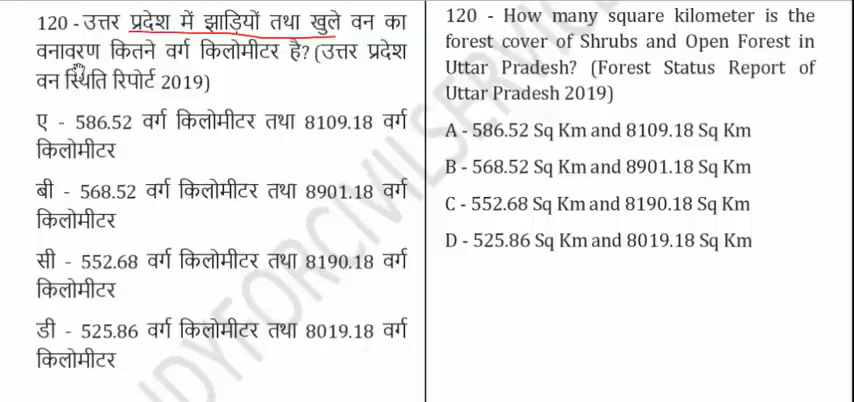 120 - उत्तर प्रदेश में झाड़ियों तथा खुले वन का
वनावरण कितने वर्ग किलोमीटर है? (उत्तर प्रदेश
वन स्थिति रिपोर्ट 2019)
ए - 586.52 वर्ग किलोमीटर तथा 8109.18 वर्ग
किलोमीटर
बी - 568.52 वर्ग किलोमीटर तथा 8901.18 वर्ग
किलोमीटर
सी - 552.68 वर्ग किलोमीटर तथा 8190.18 वर्ग
किलोमीटर
डी - 525.86 वर्ग किलोमीटर तथा 8019.18 वर्ग
किलोमीटर
120 - How many square kilometer is the
forest cover of Shrubs and Open Forest in
Uttar Pradesh? (Forest Status Report of
Uttar Pradesh 2019)
A - 586.52 Sq Km and 8109.18 Sq Km
B - 568.52 Sq Km and 8901.18 Sq Km
C - 552.68 Sq Km and 8190.18 Sq Km
D - 525.86 Sq Km and 8019.18 Sq Km